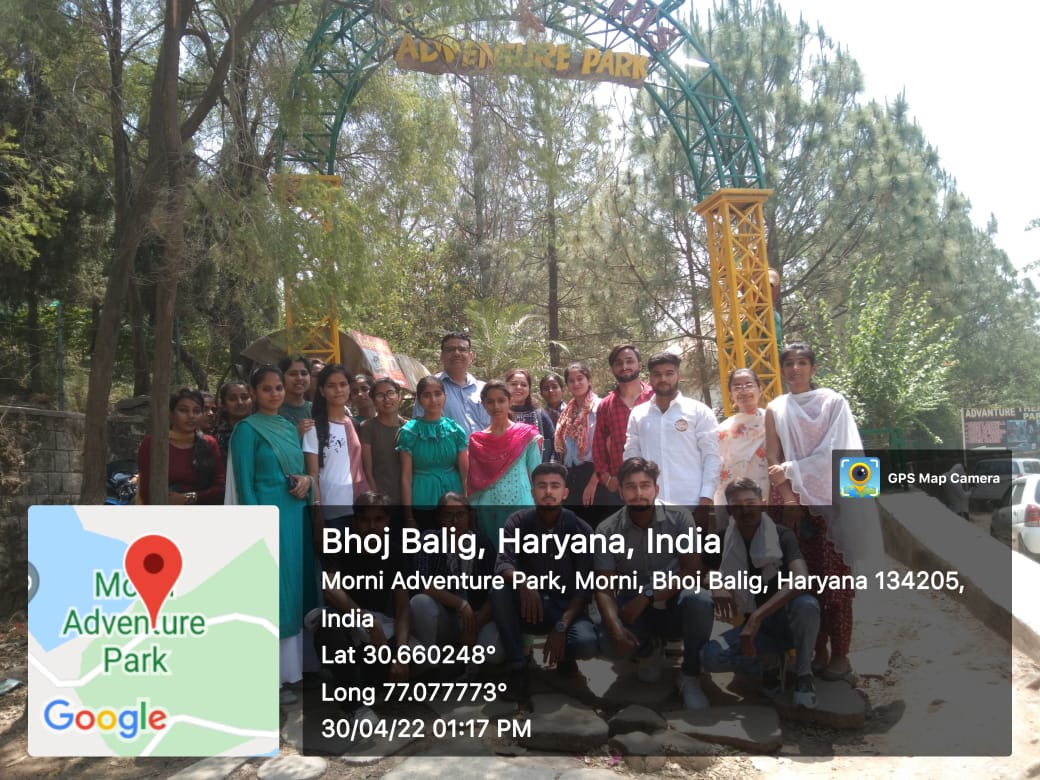 ADVENTURE PARK
ADVANTURE
GPS Map Camera
Bhoj Balig, Haryana, India
Morni Adventure Park, Morni, Bhoj Balig, Haryana 134205,
India
Lat 30.660248°
Long 77.077773°
30/04/22 01:17 PM
Morni
Adventure
Park
Google